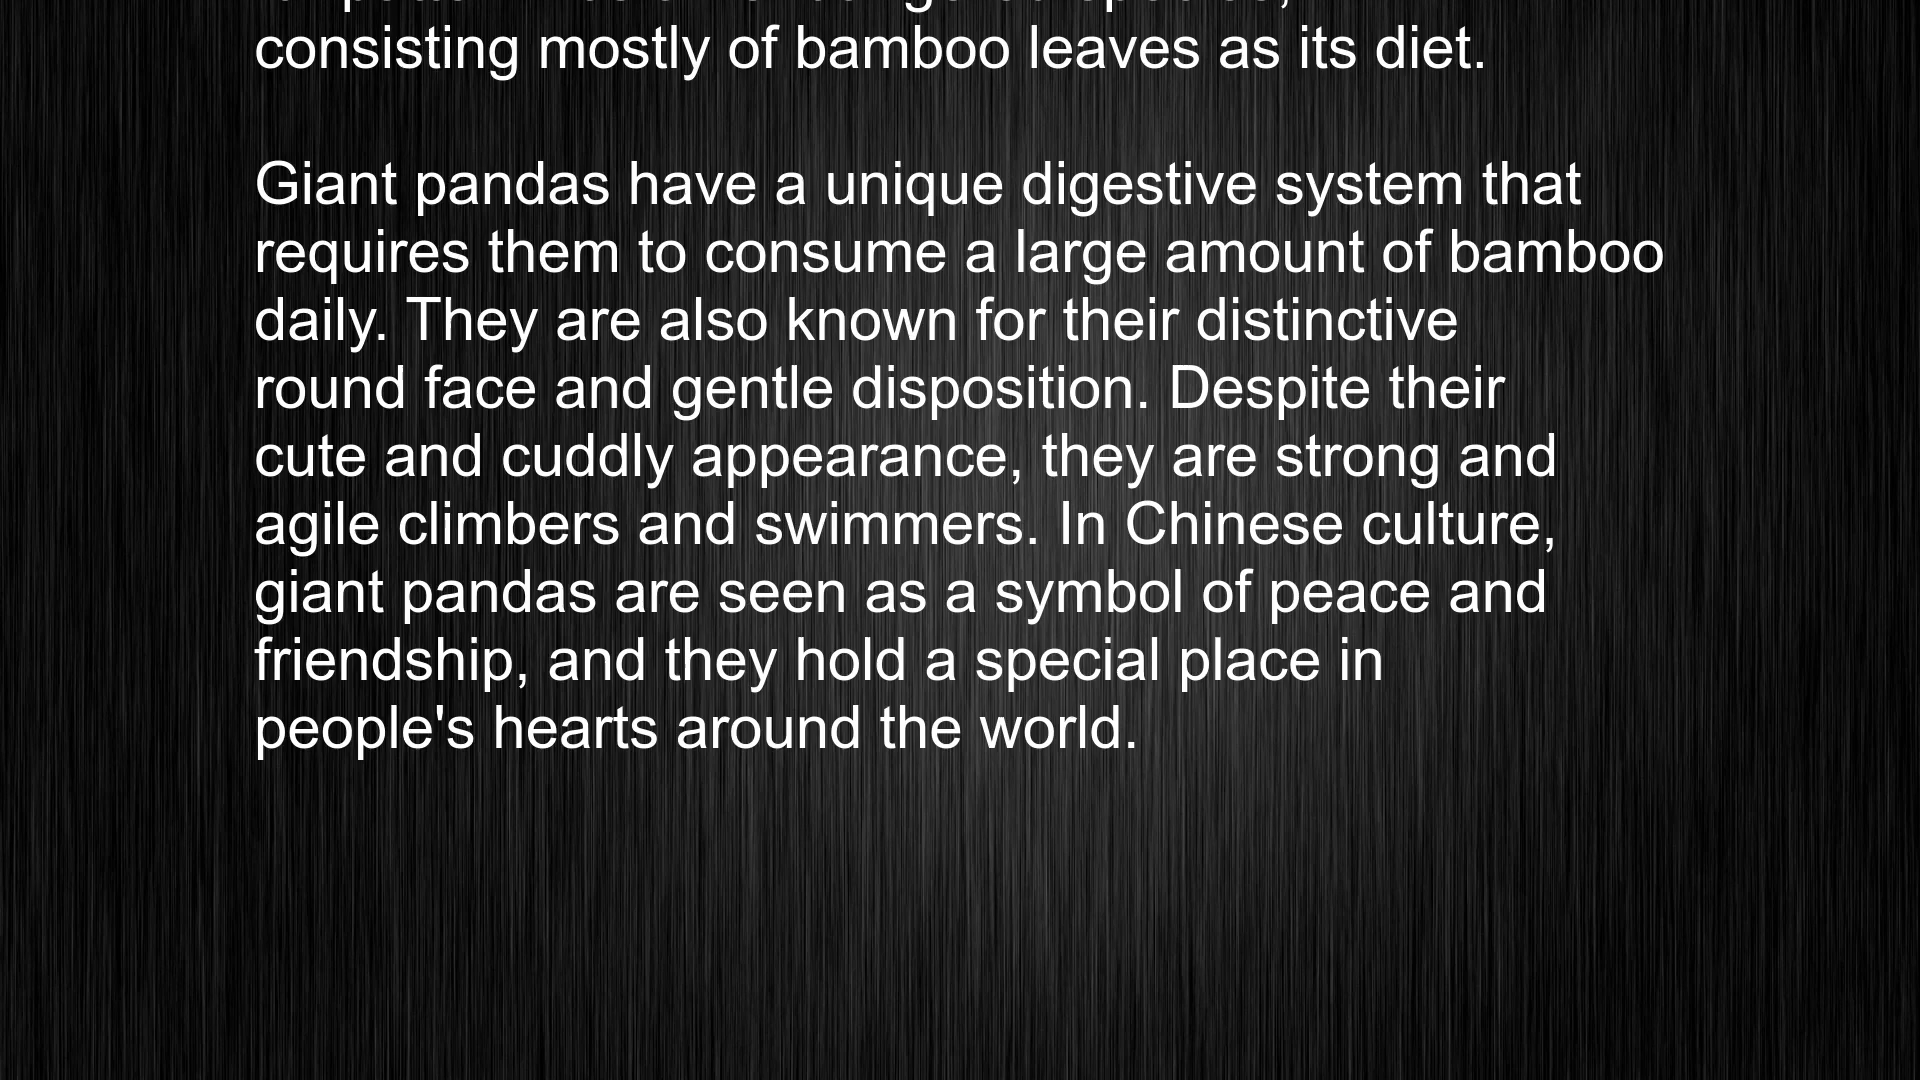 consisting mostly of bamboo leaves as its diet.
Giant pandas have a unique digestive system that
requires them to consume a large amount of bamboo
daily. They are also known for their distinctive
round face and gentle disposition. Despite their
cute and cuddly appearance, they are strong and
agile climbers and swimmers. In Chinese culture,
giant pandas are seen as a symbol of peace and
friendship, and they hold a special place in
people's hearts around the world.